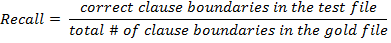 Recall = correct clause boundaries in the test file / total # of clause boundaries in the gold file